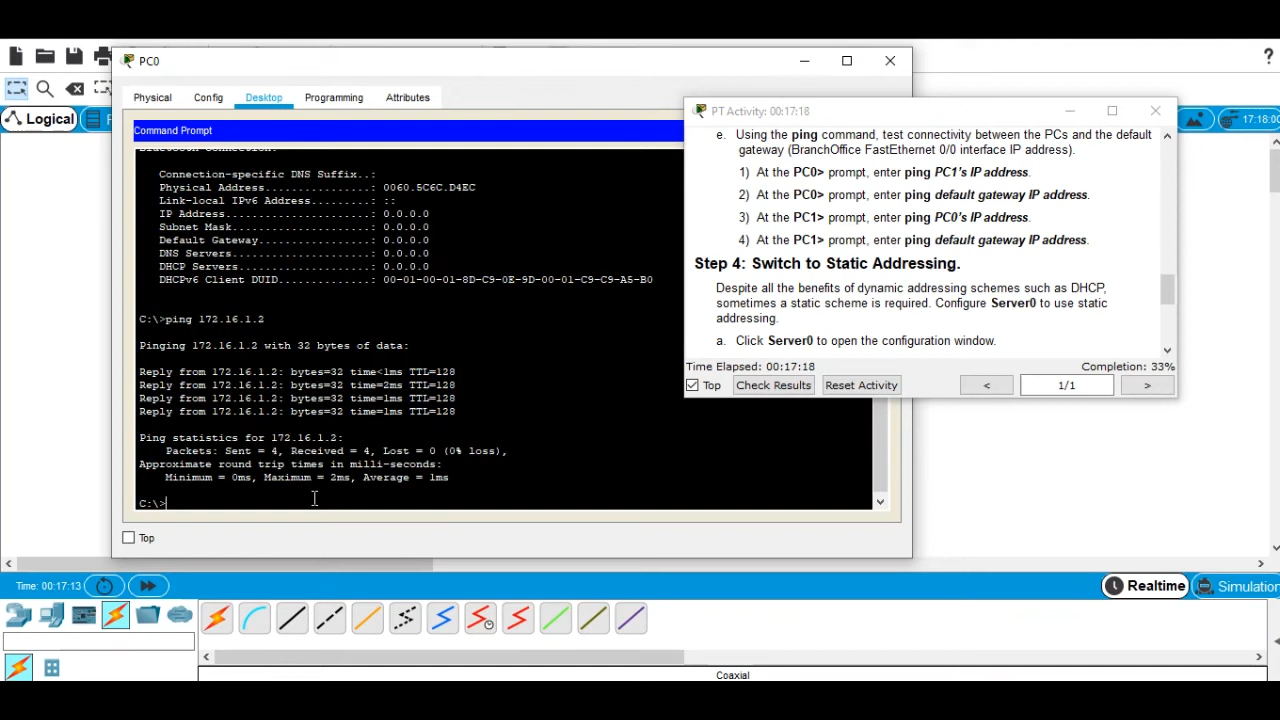 PC0
Physical
Config
Desktop
Programming
Attributes
Logical
Command Prompt
Bluetooth Connection:
Connection-specific DNS Suffix..:
Physical Address................: 0060.5C6C.D4EC
Link-local IPv6 Address.........: ::
IP Address......................: 0.0.0.0
Subnet Mask.....................: 0.0.0.0
Default Gateway.................: 0.0.0.0
DNS Servers.....................: 0.0.0.0
DHCP Servers....................: 0.0.0.0
DHCPv6 Client DUID..............: 00-01-00-01-8D-C9-0E-9D-00-01-C9-C9-A5-B0
C:\>ping 172.16.1.2
Pinging 172.16.1.2 with 32 bytes of data:
Reply from 172.16.1.2: bytes=32 time<1ms TTL=128
Reply from 172.16.1.2: bytes=32 time=2ms TTL=128
Reply from 172.16.1.2: bytes=32 time=1ms TTL=128
Reply from 172.16.1.2: bytes=32 time=1ms TTL=128
Ping statistics for 172.16.1.2:
Packets: Sent = 4, Received = 4, Lost = 0 (0% loss),
Approximate round trip times in milli-seconds:
Minimum = 0ms, Maximum = 2ms, Average = 1ms
C:\>
Top
PT Activity: 00:17:18
17:18:00
e. Using the ping command, test connectivity between the PCs and the default
gateway (BranchOffice FastEthernet 0/0 interface IP address).
1) At the PC0> prompt, enter ping PC1's IP address.
2) At the PC0> prompt, enter ping default gateway IP address.
3) At the PC1> prompt, enter ping PC0's IP address.
4) At the PC1> prompt, enter ping default gateway IP address.
Step 4: Switch to Static Addressing.
Despite all the benefits of dynamic addressing schemes such as DHCP,
sometimes a static scheme is required. Configure Server0 to use static
addressing.
a. Click Server0 to open the configuration window.
Time Elapsed: 00:17:18
Completion: 33%
Top
Check Results
Reset Activity
<
1/1
>
Time: 00:17:13
Realtime
Simulation
Coaxial